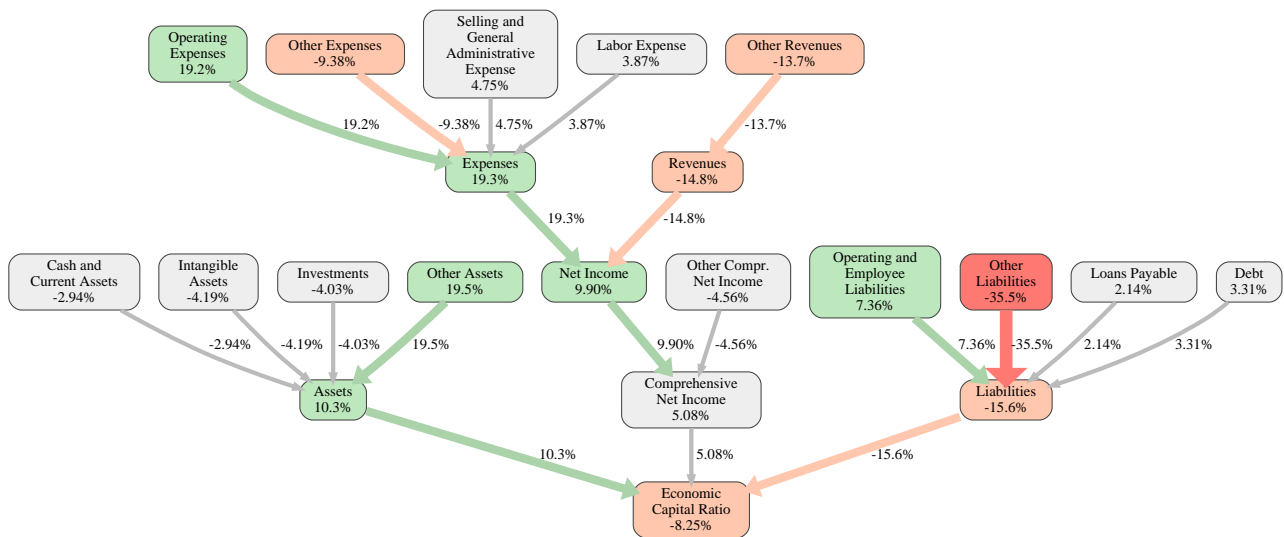 Operating
Expenses
19.2%
Other Expenses
-9.38%
Selling and
General
Administrative
Expense
4.75%
Labor Expense
3.87%
Other Revenues
-13.7%
19.2%
-9.38%
4.75%
3.87%
-13.7%
Expenses
19.3%
Revenues
-14.8%
19.3%
-14.8%
Cash and
Current Assets
-2.94%
Intangible
Assets
-4.19%
Investments
-4.03%
Other Assets
19.5%
Net Income
9.90%
Other Compr.
Net Income
-4.56%
Operating and
Employee
Liabilities
7.36%
Other
Liabilities
-35.5%
Loans Payable
2.14%
Debt
3.31%
-2.94%
-4.19%
-4.03%
19.5%
9.90%
-4.56%
7.36%
-35.5%
2.14%
3.31%
Assets
10.3%
Comprehensive
Net Income
5.08%
Liabilities
-15.6%
10.3%
5.08%
-15.6%
Economic
Capital Ratio
-8.25%